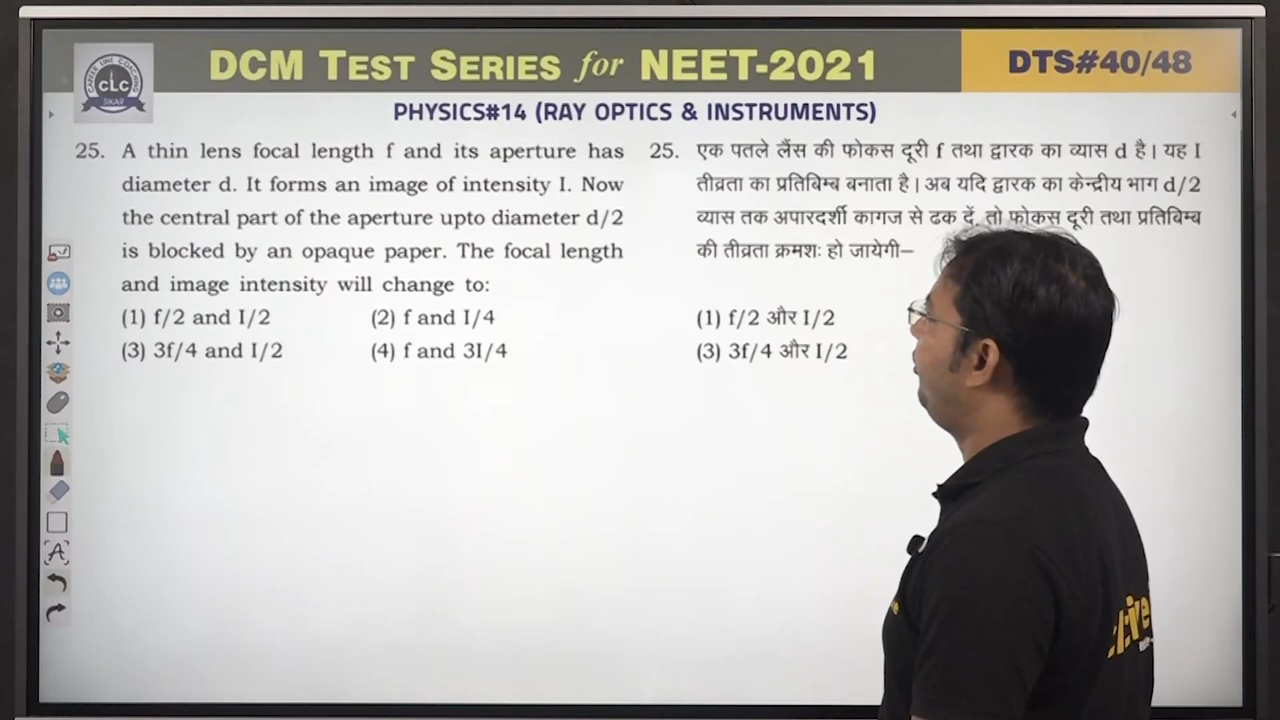 DCM TEST SERIES for NEET-2021
DTS#40/48
CAREER LINE COACHING
CLC
SIKAR
PHYSICS#14 (RAY OPTICS & INSTRUMENTS)
25. A thin lens focal length f and its aperture has
diameter d. It forms an image of intensity I. Now
the central part of the aperture upto diameter d/2
is blocked by an opaque paper. The focal length
and image intensity will change to:
(1) f/2 and I/2 (2) f and I/4
(3) 3f/4 and I/2 (4) f and 3I/4
25. एक पतले लैंस की फोकस दूरी f तथा द्वारक का व्यास d है। यह I
तीव्रता का प्रतिबिम्ब बनाता है। अब यदि द्वारक का केन्द्रीय भाग d/2
व्यास तक अपारदर्शी कागज से ढक दें, तो फोकस दूरी तथा प्रतिबिम्ब
की तीव्रता क्रमशः हो जायेगी–
(1) f/2 और I/2
(3) 3f/4 और I/2